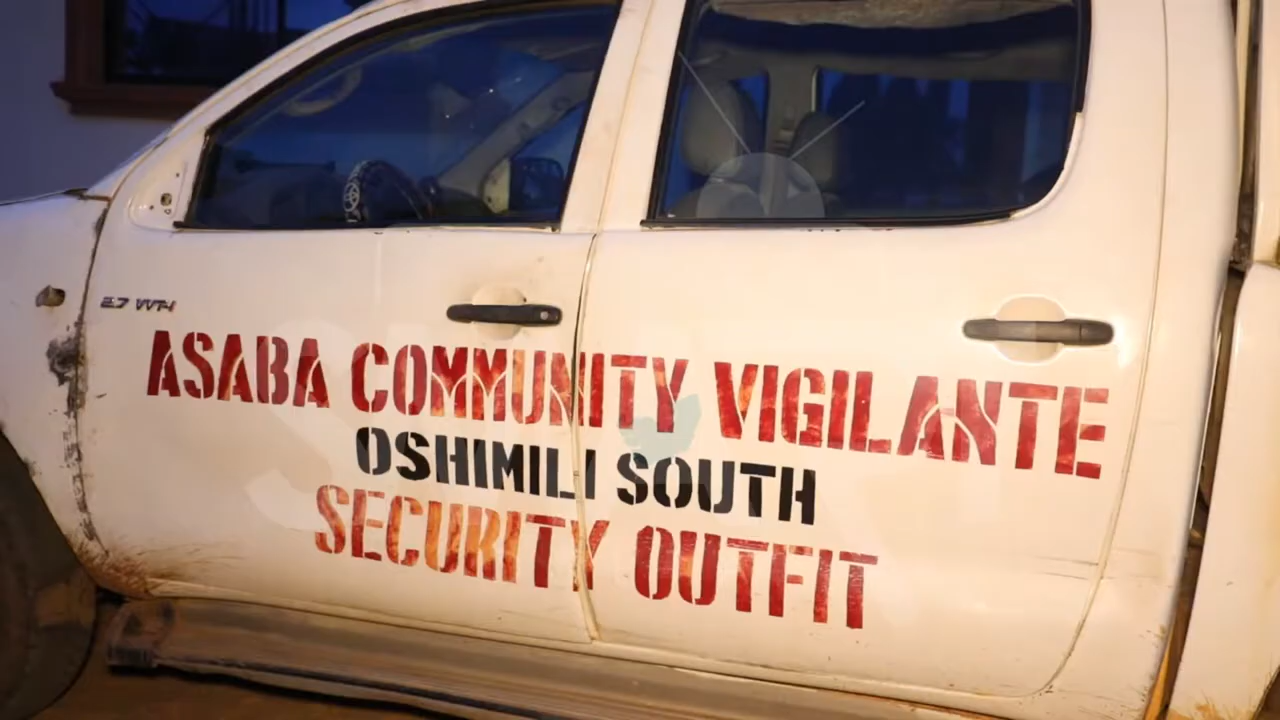 2.7 VVT-i
ASABA COMMUNITY VIGILANTE
OSHIMILI SOUTH
SECURITY OUTFIT